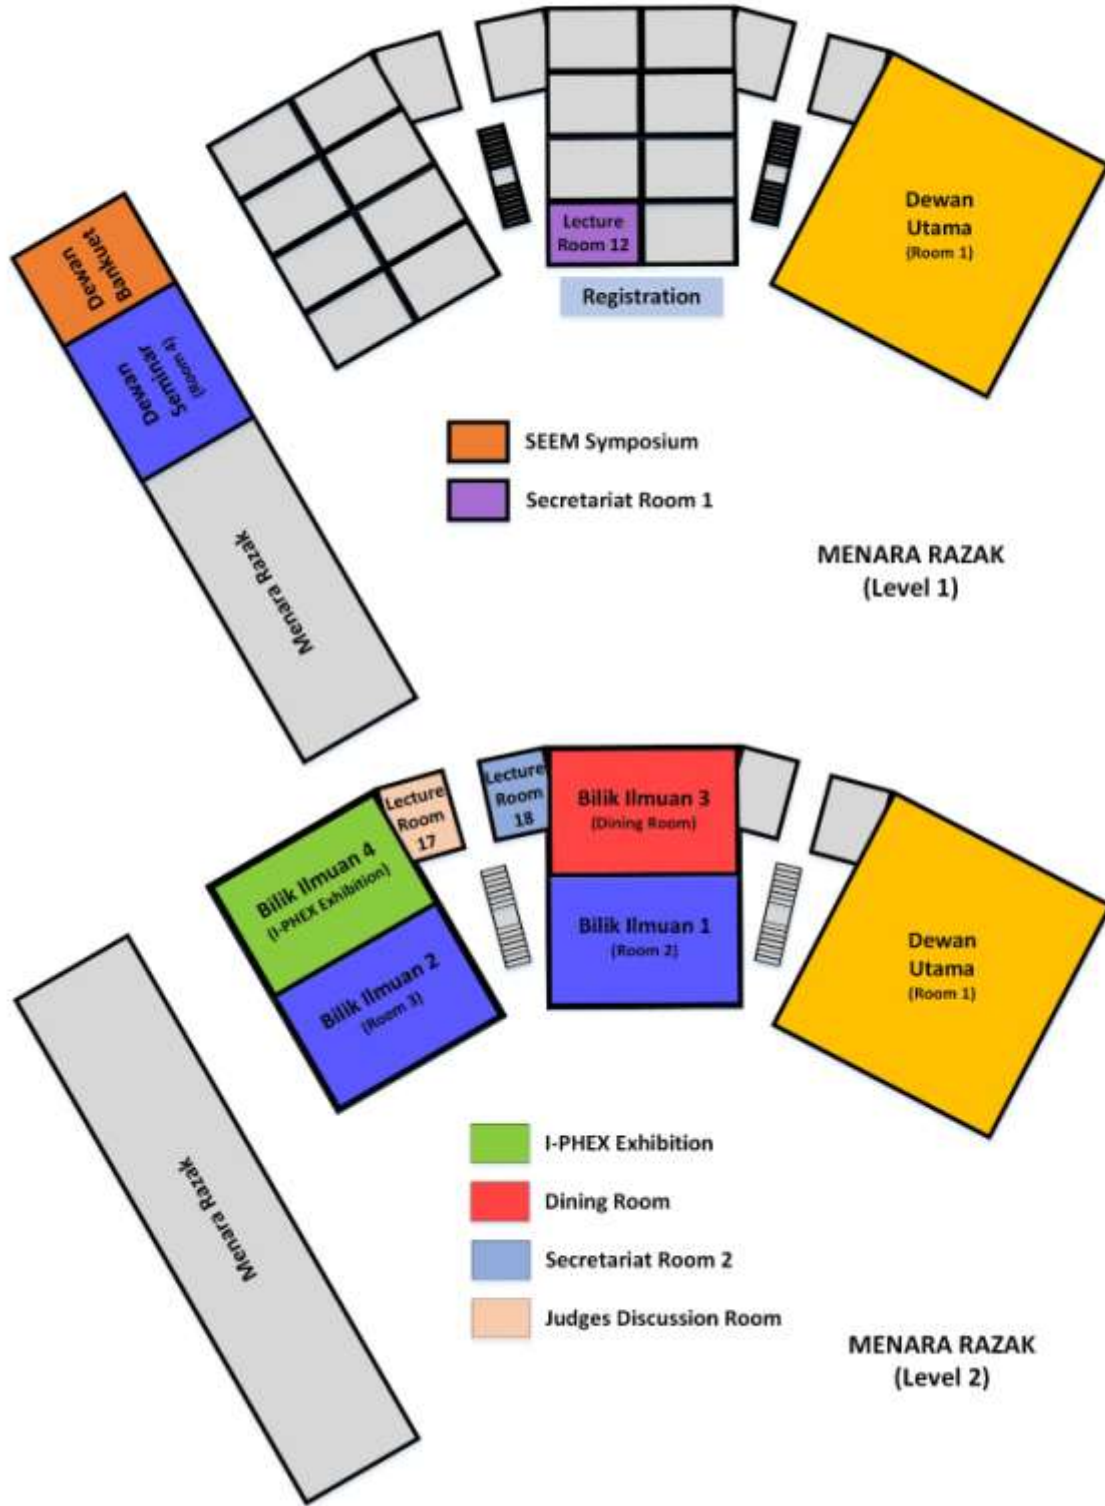 Dewan
Utama
(Room 1)
Lecture
Room 12
Registration
Dewan
Bankuet
Dewan
Seminar
(Room 4)
Menara Razak
SEEM Symposium
Secretariat Room 1
MENARA RAZAK
(Level 1)
Lecture
Room
17
Lecture
Room
18
Bilik Ilmuan 3
(Dining Room)
Bilik Ilmuan 4
(I-PHEX Exhibition)
Bilik Ilmuan 1
(Room 2)
Bilik Ilmuan 2
(Room 3)
Dewan
Utama
(Room 1)
Menara Razak
I-PHEX Exhibition
Dining Room
Secretariat Room 2
Judges Discussion Room
MENARA RAZAK
(Level 2)